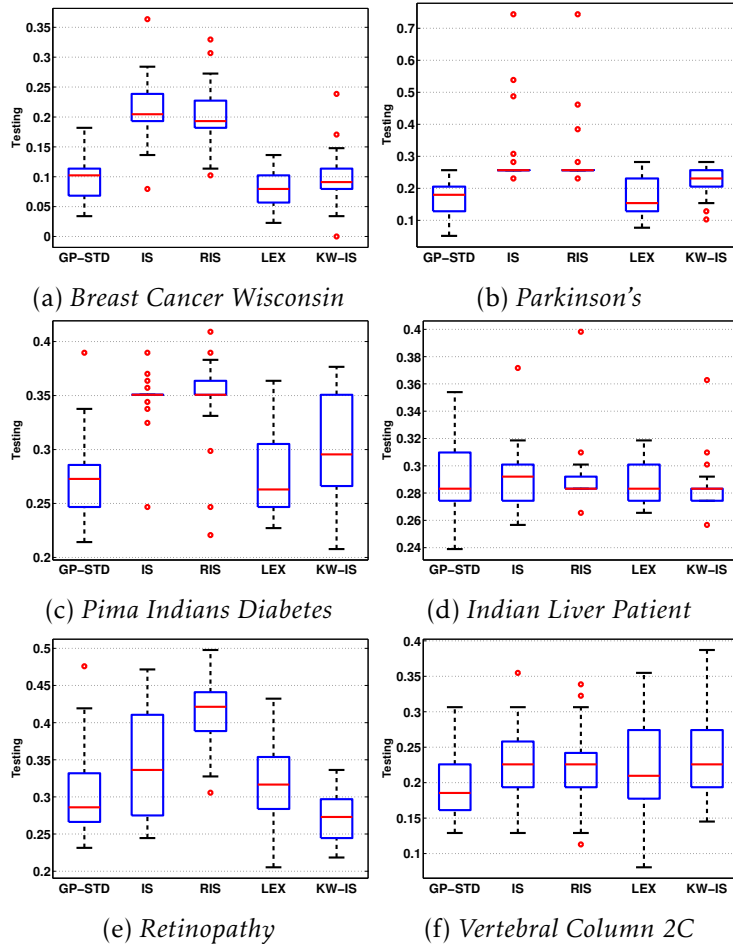 0.35
0.3
0.25
0.2
0.15
0.1
0.05
0
Testing
GP-STD IS RIS LEX KW-IS
(a) Breast Cancer Wisconsin
0.7
0.6
0.5
0.4
0.3
0.2
0.1
Testing
GP-STD IS RIS LEX KW-IS
(b) Parkinson's
0.4
0.35
0.3
0.25
0.2
Testing
GP-STD IS RIS LEX KW-IS
(c) Pima Indians Diabetes
0.4
0.38
0.36
0.34
0.32
0.3
0.28
0.26
0.24
Testing
GP-STD IS RIS LEX KW-IS
(d) Indian Liver Patient
0.5
0.45
0.4
0.35
0.3
0.25
0.2
Testing
GP-STD IS RIS LEX KW-IS
(e) Retinopathy
0.4
0.35
0.3
0.25
0.2
0.15
0.1
Testing
GP-STD IS RIS LEX KW-IS
(f) Vertebral Column 2C